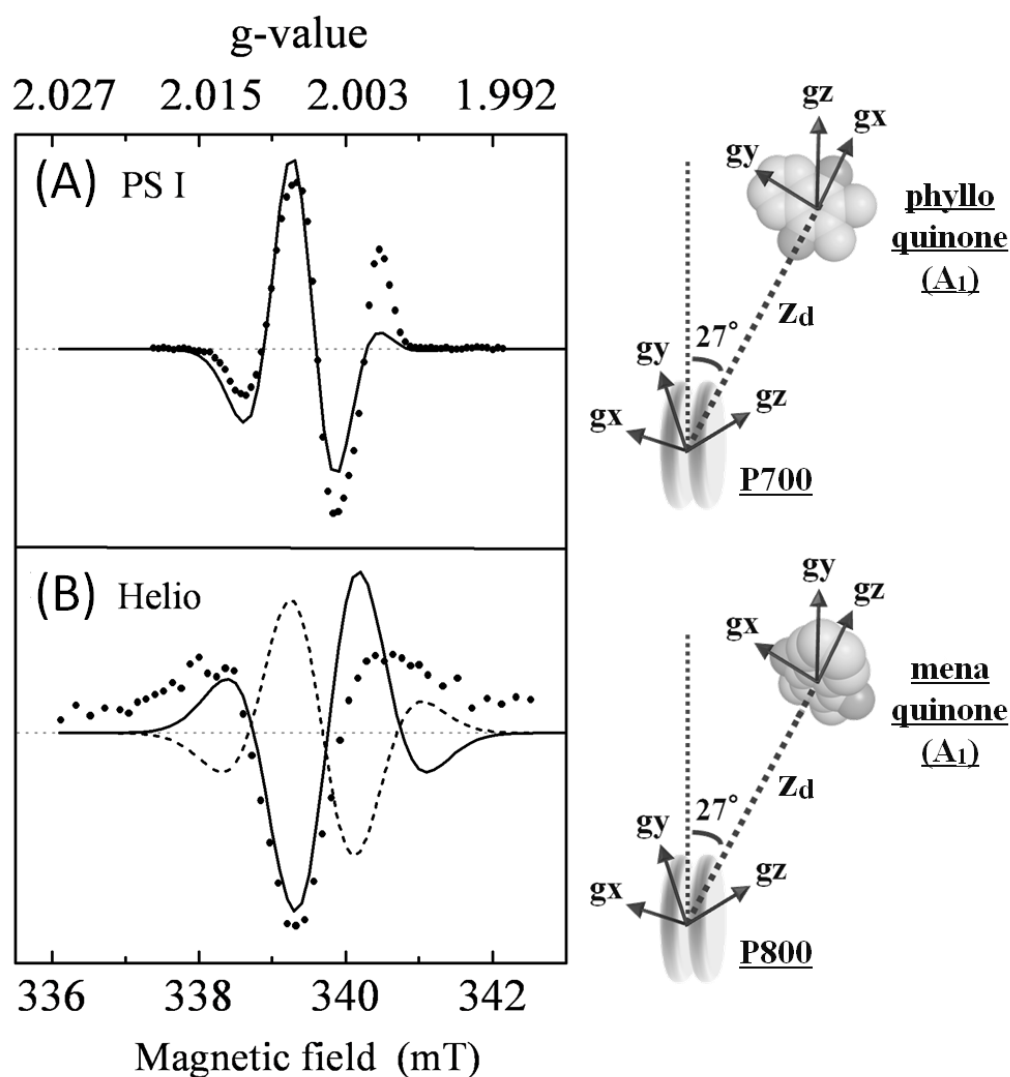 g-value
2.027 2.015 2.003 1.992
(A) PS I
gz
gx
gy
phyllo
quinone
(A1)
Zd
27°
gy
gz
gx
P700
(B) Helio
gy
gz
gx
mena
quinone
(A1)
Zd
27°
gy
gz
gx
P800
336 338 340 342
Magnetic field (mT)